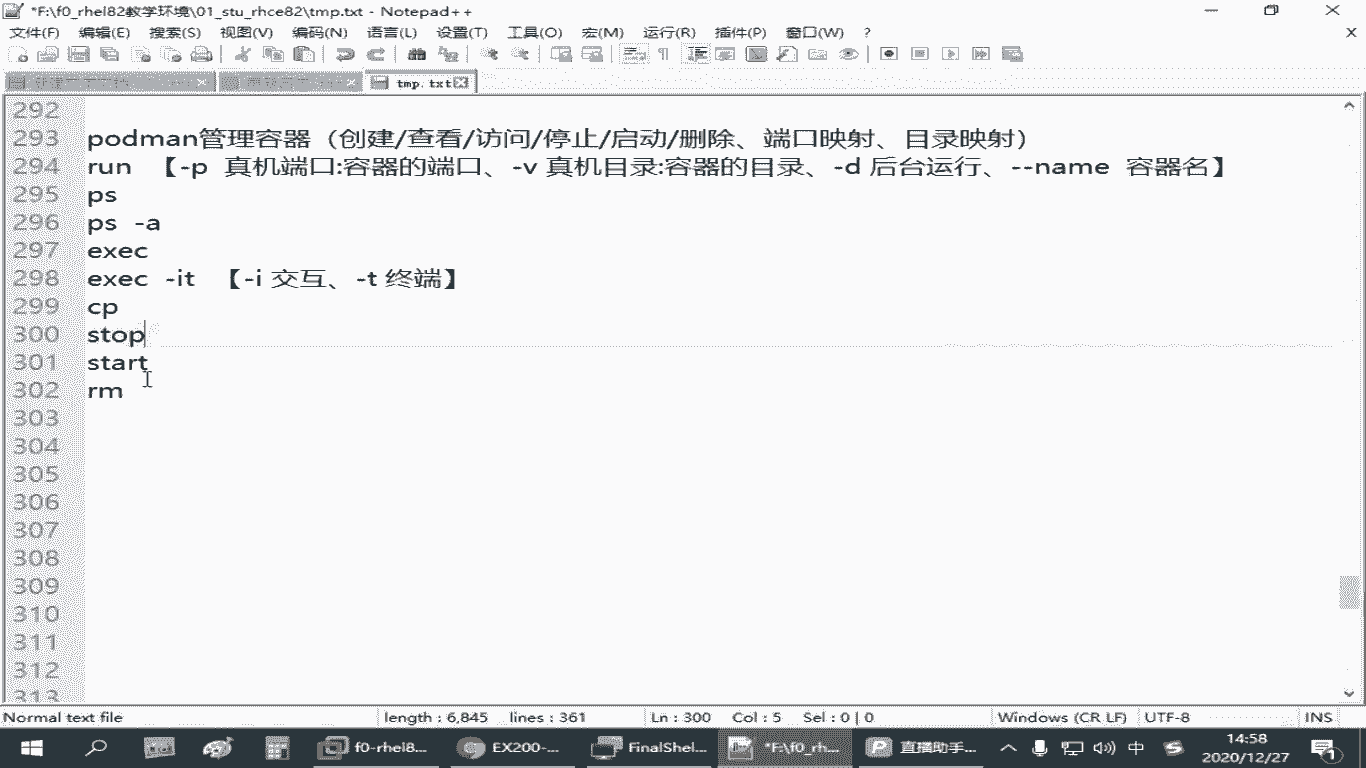 *F:\f0_rhel82教学环境\01_stu_rhce82\tmp.txt - Notepad++
文件(F) 编辑(E) 搜索(S) 视图(V) 编码(N) 语言(L) 设置(T) 工具(O) 宏(M) 运行(R) 插件(P) 窗口(W) ?
tmp.txt
292
293 podman管理容器（创建/查看/访问/停止/启动/删除、端口映射、目录映射）
294 run 【-p 真机端口:容器的端口、-v 真机目录:容器的目录、-d 后台运行、--name 容器名】
295 ps
296 ps -a
297 exec
298 exec -it 【-i 交互、-t 终端】
299 cp
300 stop
301 start
302 rm
303
304
305
306
307
308
309
310
311
312
313
Normal text file length : 6,845 lines : 361 Ln : 300 Col : 5 Sel : 0 | 0 Windows (CR LF) UTF-8 INS
f0-rhel8... EX200-... FinalShel... *F:\f0_rh... 直播助手... 中 14:58
2020/12/27